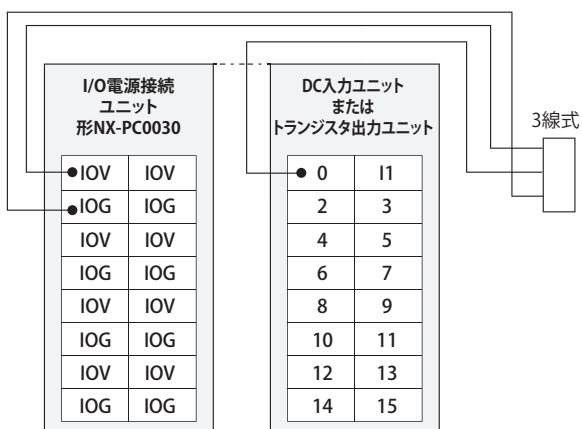 I/O電源接続
ユニット
形NX-PC0030
DC入力ユニット
または
トランジスタ出力ユニット
3線式
IOV IOV
IOG IOG
IOV IOV
IOG IOG
IOV IOV
IOG IOG
IOV IOV
IOG IOG
0 I1
2 3
4 5
6 7
8 9
10 11
12 13
14 15